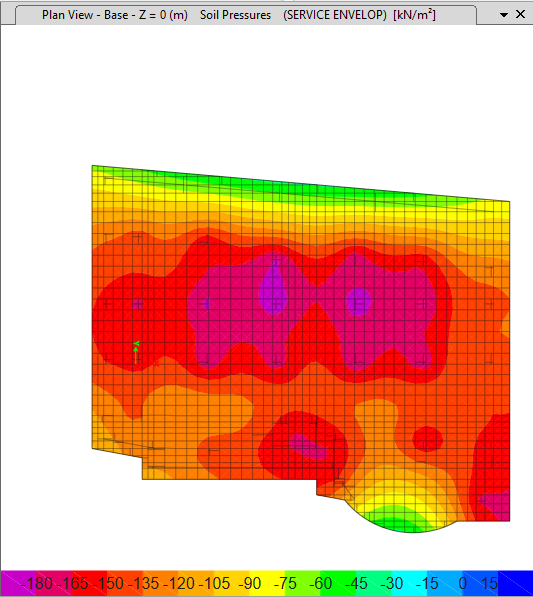 Plan View - Base - Z = 0 (m) Soil Pressures (SERVICE ENVELOP) [kN/m²]
Y
-180 -165 -150 -135 -120 -105 -90 -75 -60 -45 -30 -15 0 15